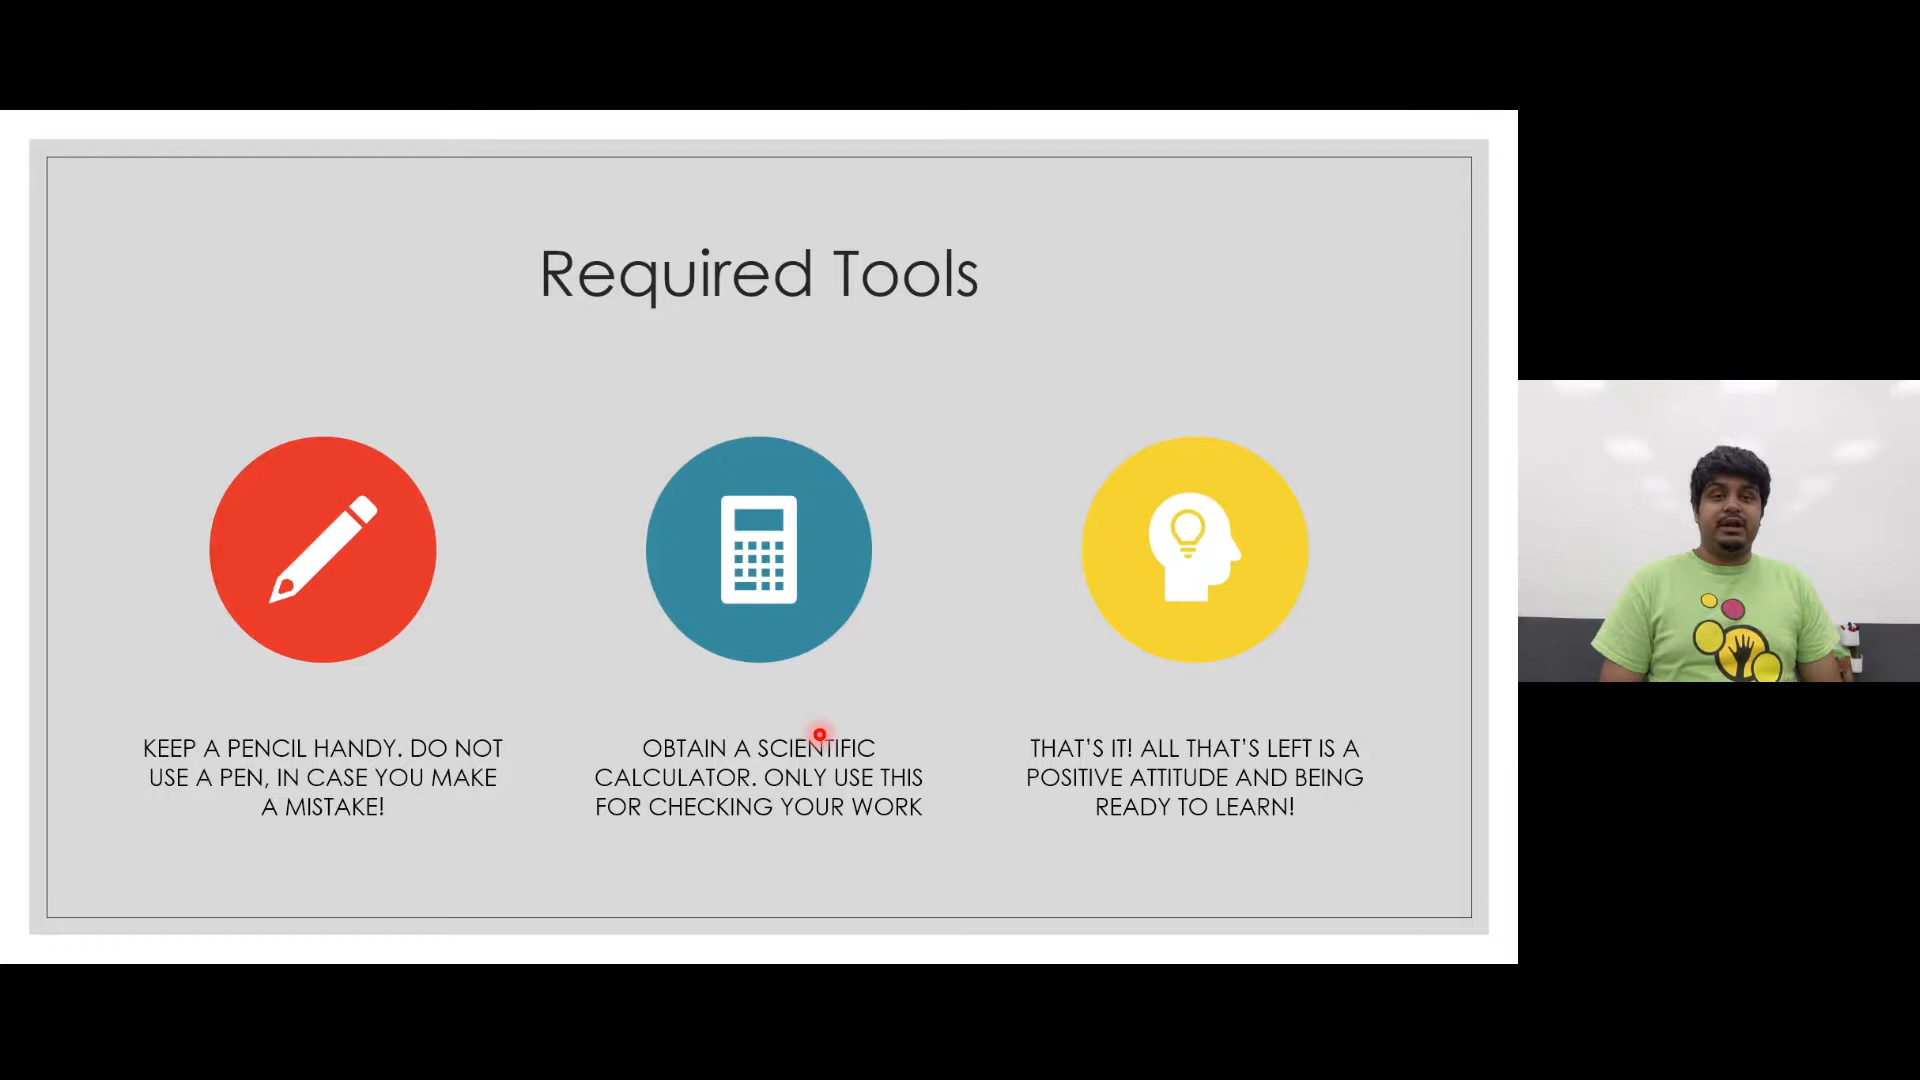 Required Tools
KEEP A PENCIL HANDY. DO NOT
USE A PEN, IN CASE YOU MAKE
A MISTAKE!
OBTAIN A SCIENTIFIC
CALCULATOR. ONLY USE THIS
FOR CHECKING YOUR WORK
THAT’S IT! ALL THAT’S LEFT IS A
POSITIVE ATTITUDE AND BEING
READY TO LEARN!